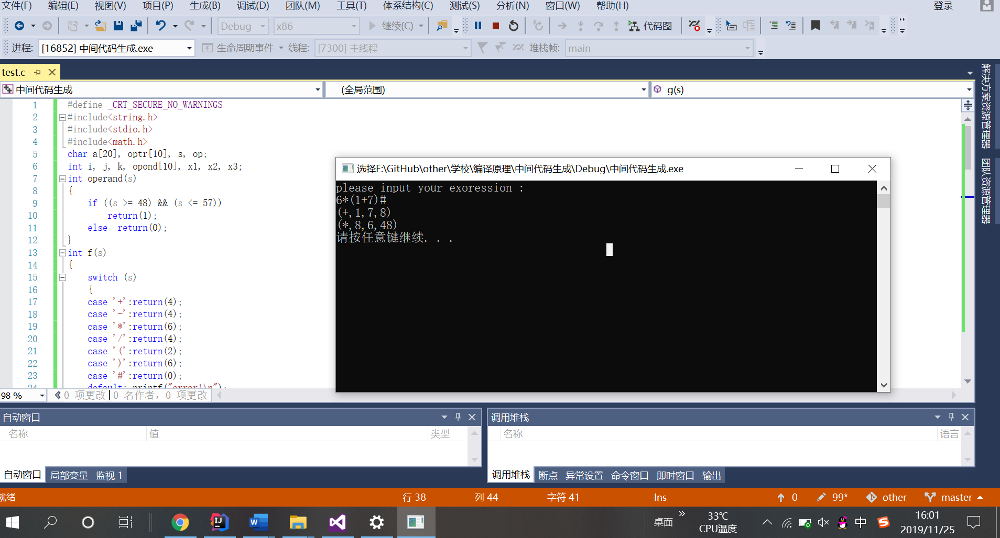 文件(F) 编辑(E) 视图(V) 项目(P) 生成(B) 调试(D) 团队(M) 工具(T) 体系结构(C) 测试(S) 分析(N) 窗口(W) 帮助(H) 登录
Debug x86 继续(C) 代码图
进程: [16852] 中间代码生成.exe 生命周期事件 线程: [7300] 主线程 堆栈帧: main
test.c
中间代码生成 (全局范围) g(s)
1 #define _CRT_SECURE_NO_WARNINGS
2 #include<string.h>
3 #include<stdio.h>
4 #include<math.h>
5 char a[20], optr[10], s, op;
6 int i, j, k, opond[10], x1, x2, x3;
7 int operand(s)
8 {
9 if ((s >= 48) && (s <= 57))
10 return(1);
11 else return(0);
12 }
13 int f(s)
14 {
15 switch (s)
16 {
17 case '+':return(4);
18 case '-':return(4);
19 case '*':return(6);
20 case '/':return(4);
21 case '(':return(2);
22 case ')':return(6);
23 case '#':return(0);
24 default: printf("error!\n");
选择F:\GitHub\other\学校\编译原理\中间代码生成\Debug\中间代码生成.exe
please input your exoression :
6*(1+7)#
(+,1,7,8)
(*,8,6,48)
请按任意键继续. . .
解决方案资源管理器
团队资源管理器
98 % 0 项更改 | 0 名作者, 0 项更改
自动窗口
名称 值 类型
自动窗口 局部变量 监视 1
调用堆栈
名称 语言
调用堆栈 断点 异常设置 命令窗口 即时窗口 输出
就绪 行 38 列 44 字符 41 Ins 0 99* other master
桌面 33℃ CPU温度 中 16:01 2019/11/25